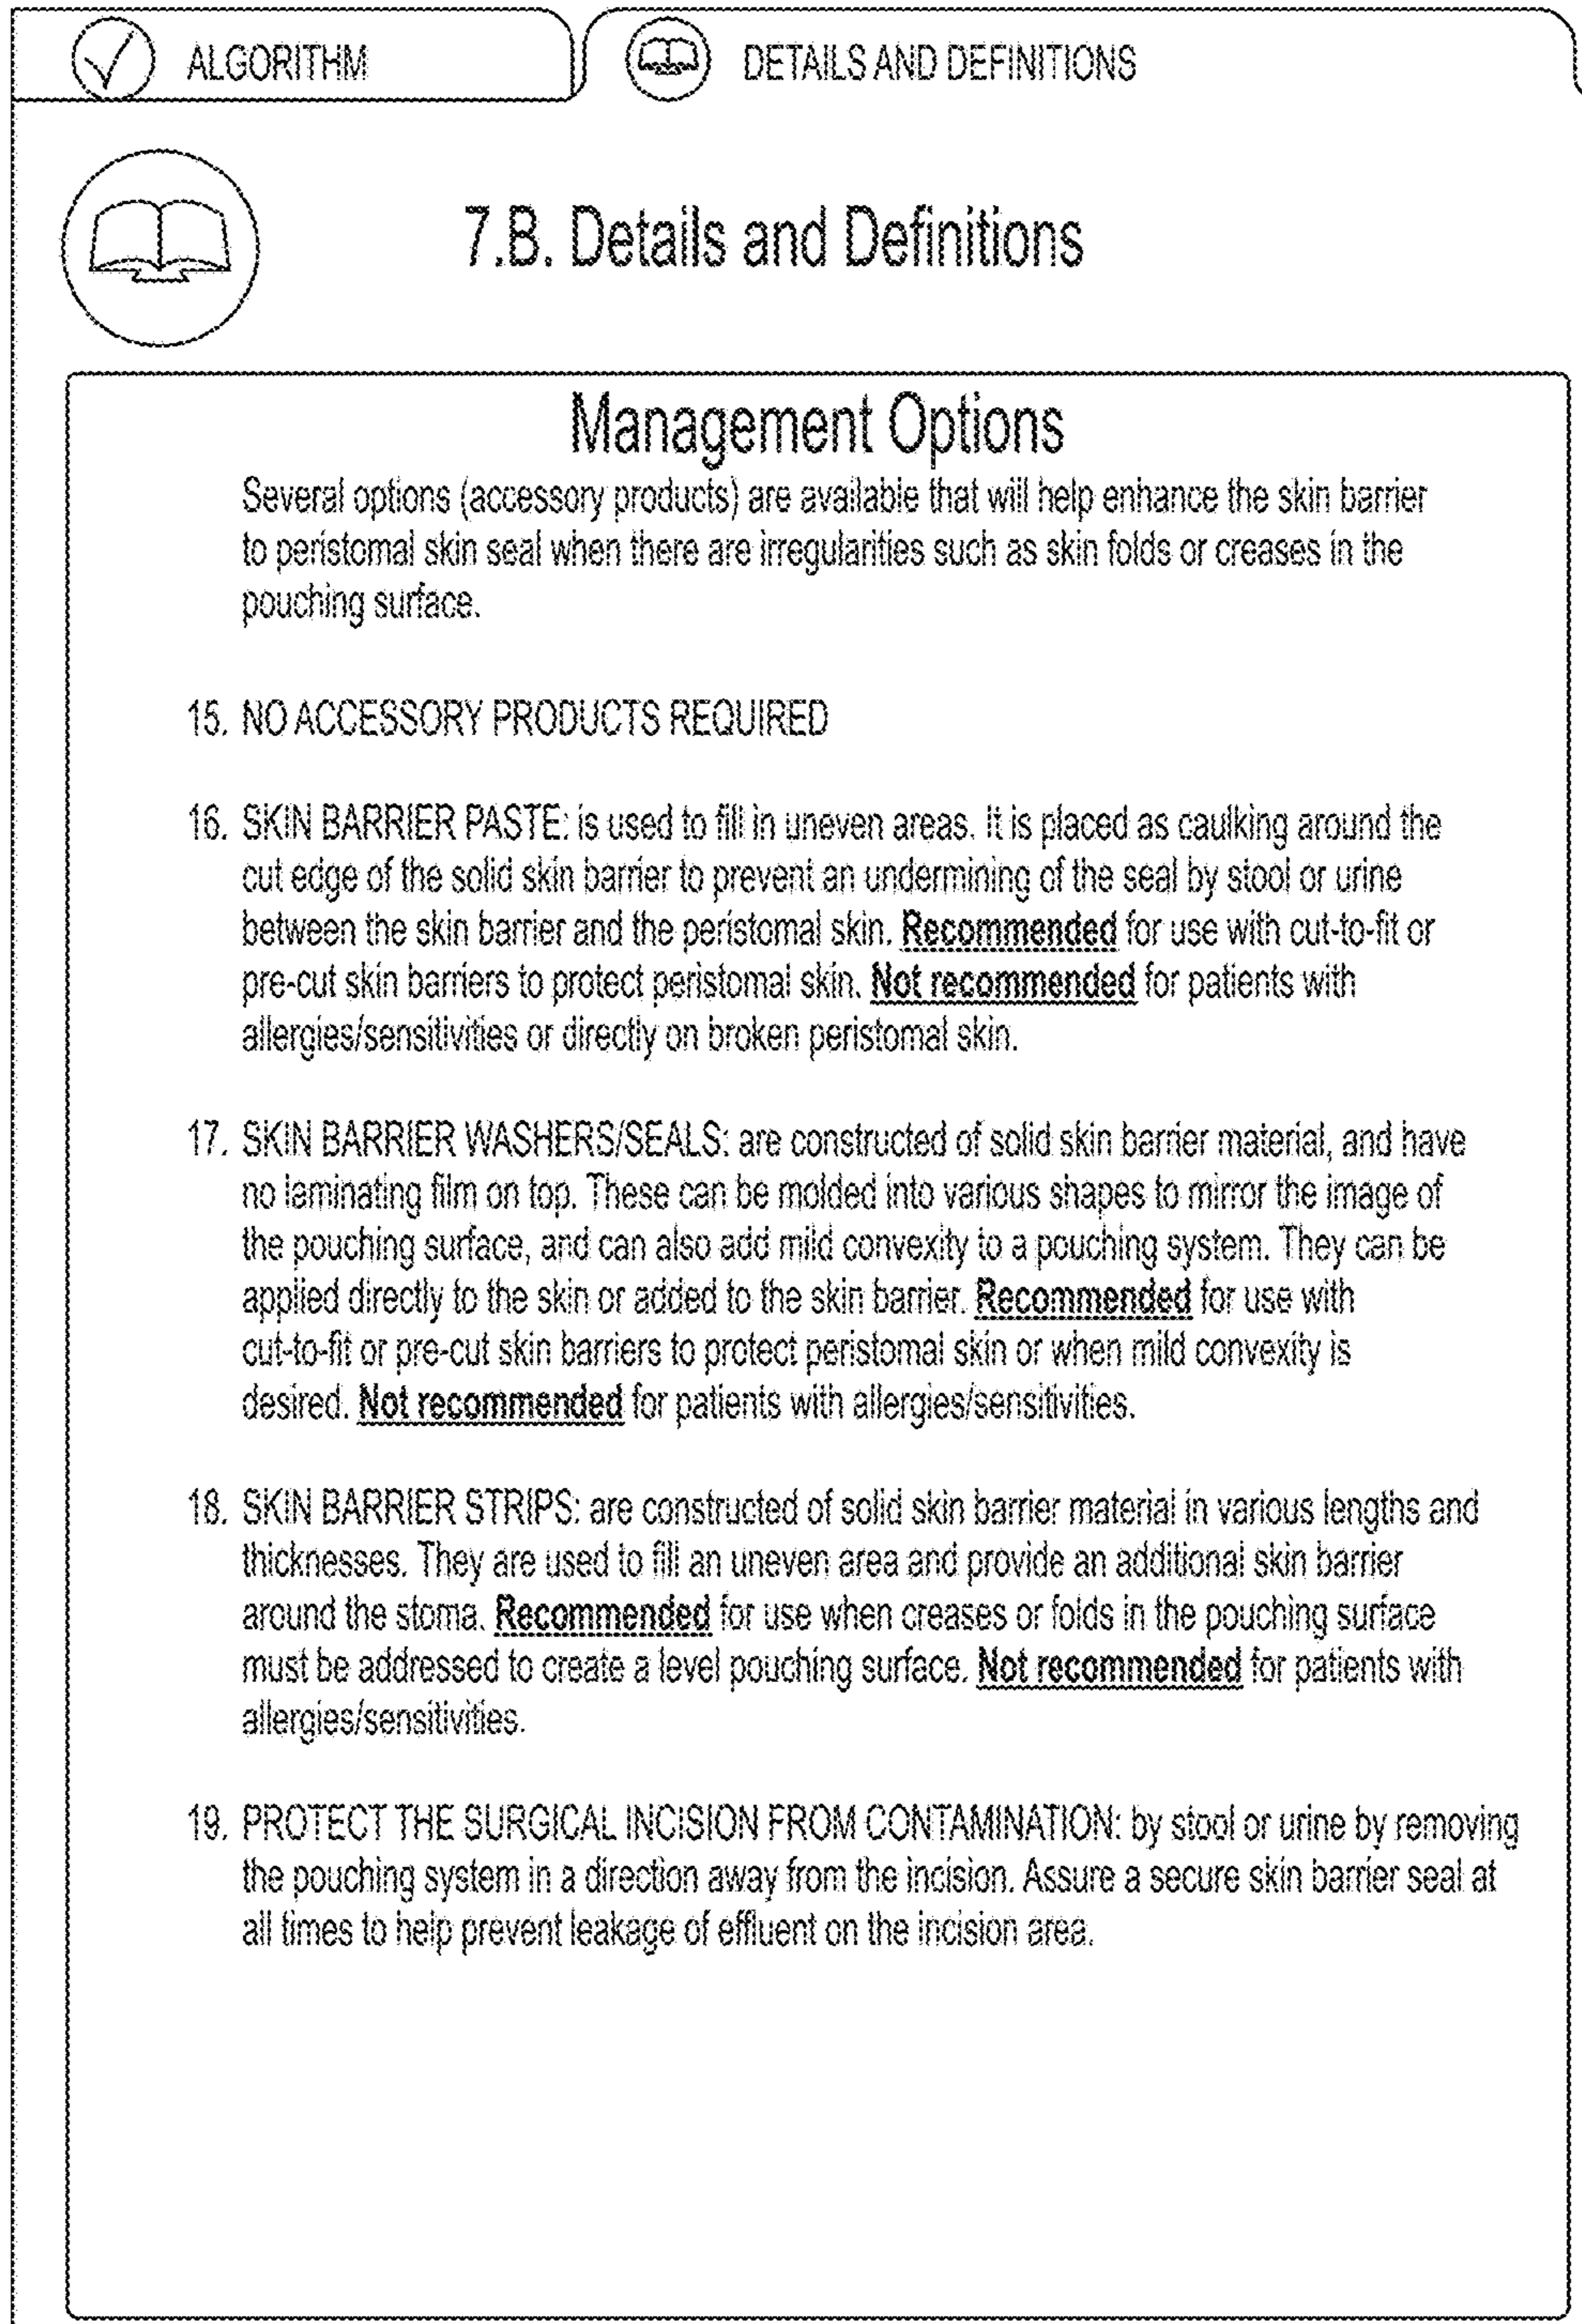 ALGORITHM
DETAILS AND DEFINITIONS
7.B. Details and Definitions
Management Options
Several options (accessory products) are available that will help enhance the skin barrier
to peristomal skin seal when there are irregularities such as skin folds or creases in the
pouching surface.
15. NO ACCESSORY PRODUCTS REQUIRED
16. SKIN BARRIER PASTE: is used to fill in uneven areas. It is placed as caulking around the
cut edge of the solid skin barrier to prevent an undermining of the seal by stool or urine
between the skin barrier and the peristomal skin. Recommended for use with cut-to-fit or
pre-cut skin barriers to protect peristomal skin. Not recommended for patients with
allergies/sensitivities or directly on broken peristomal skin.
17. SKIN BARRIER WASHERS/SEALS: are constructed of solid skin barrier material, and have
no laminating film on top. These can be molded into various shapes to mirror the image of
the pouching surface, and can also add mild convexity to a pouching system. They can be
applied directly to the skin or added to the skin barrier. Recommended for use with
cut-to-fit or pre-cut skin barriers to protect peristomal skin or when mild convexity is
desired. Not recommended for patients with allergies/sensitivities.
18. SKIN BARRIER STRIPS: are constructed of solid skin barrier material in various lengths and
thicknesses. They are used to fill an uneven area and provide an additional skin barrier
around the stoma. Recommended for use when creases or folds in the pouching surface
must be addressed to create a level pouching surface. Not recommended for patients with
allergies/sensitivities.
19. PROTECT THE SURGICAL INCISION FROM CONTAMINATION: by stool or urine by removing
the pouching system in a direction away from the incision. Assure a secure skin barrier seal at
all times to help prevent leakage of effluent on the incision area.